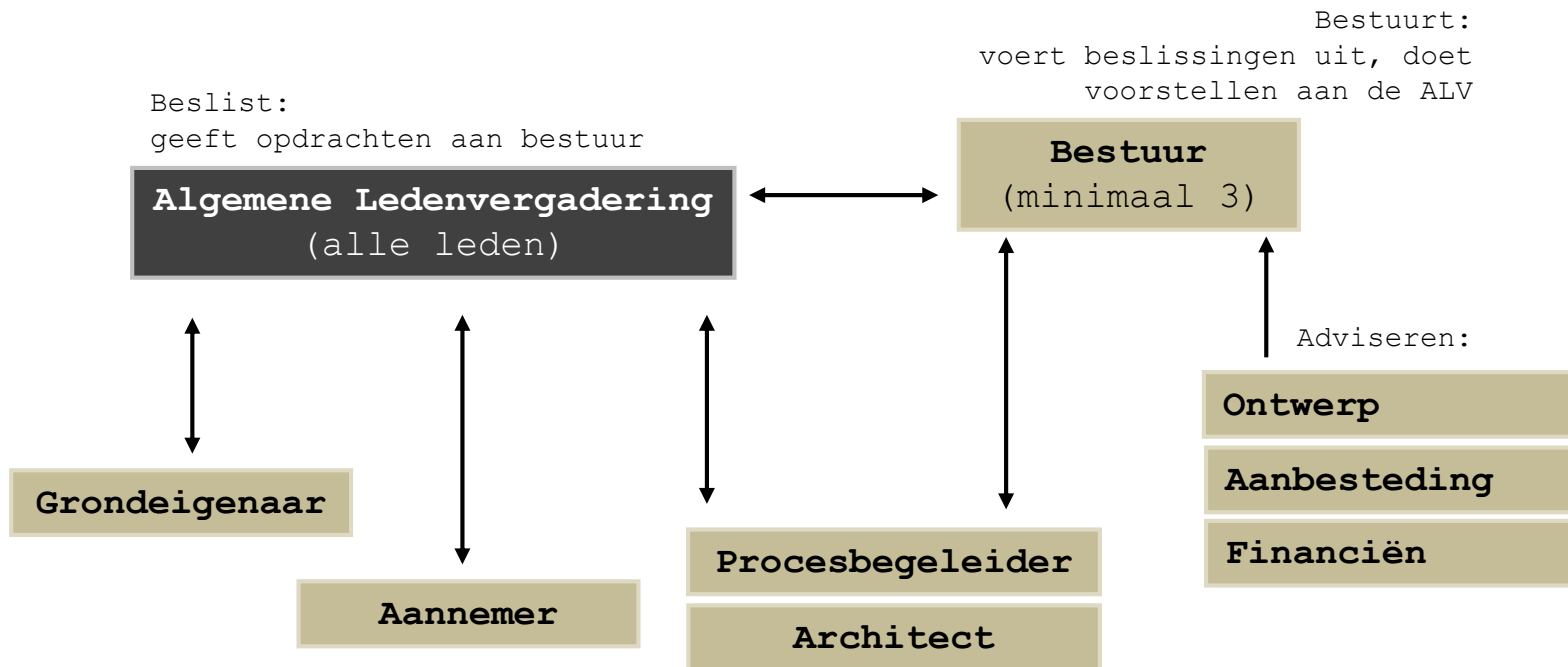 Bestuurt:
voert beslissingen uit, doet
voorstellen aan de ALV
Beslist:
geeft opdrachten aan bestuur
Bestuur
(minimaal 3)
Algemene Ledenvergadering
(alle leden)
Adviseren:
Ontwerp
Aanbesteding
Financiën
Grondeigenaar
Aannemer
Procesbegeleider
Architect